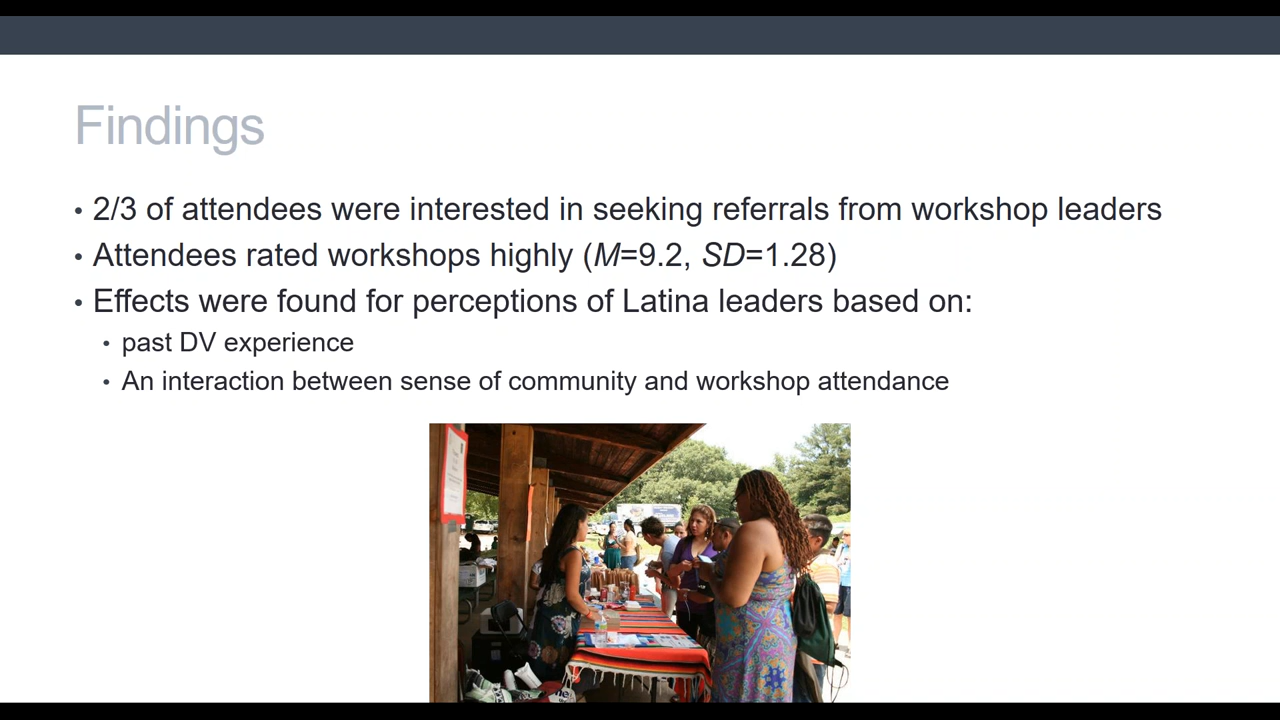 Findings
• 2/3 of attendees were interested in seeking referrals from workshop leaders
• Attendees rated workshops highly (M=9.2, SD=1.28)
• Effects were found for perceptions of Latina leaders based on:
• past DV experience
• An interaction between sense of community and workshop attendance